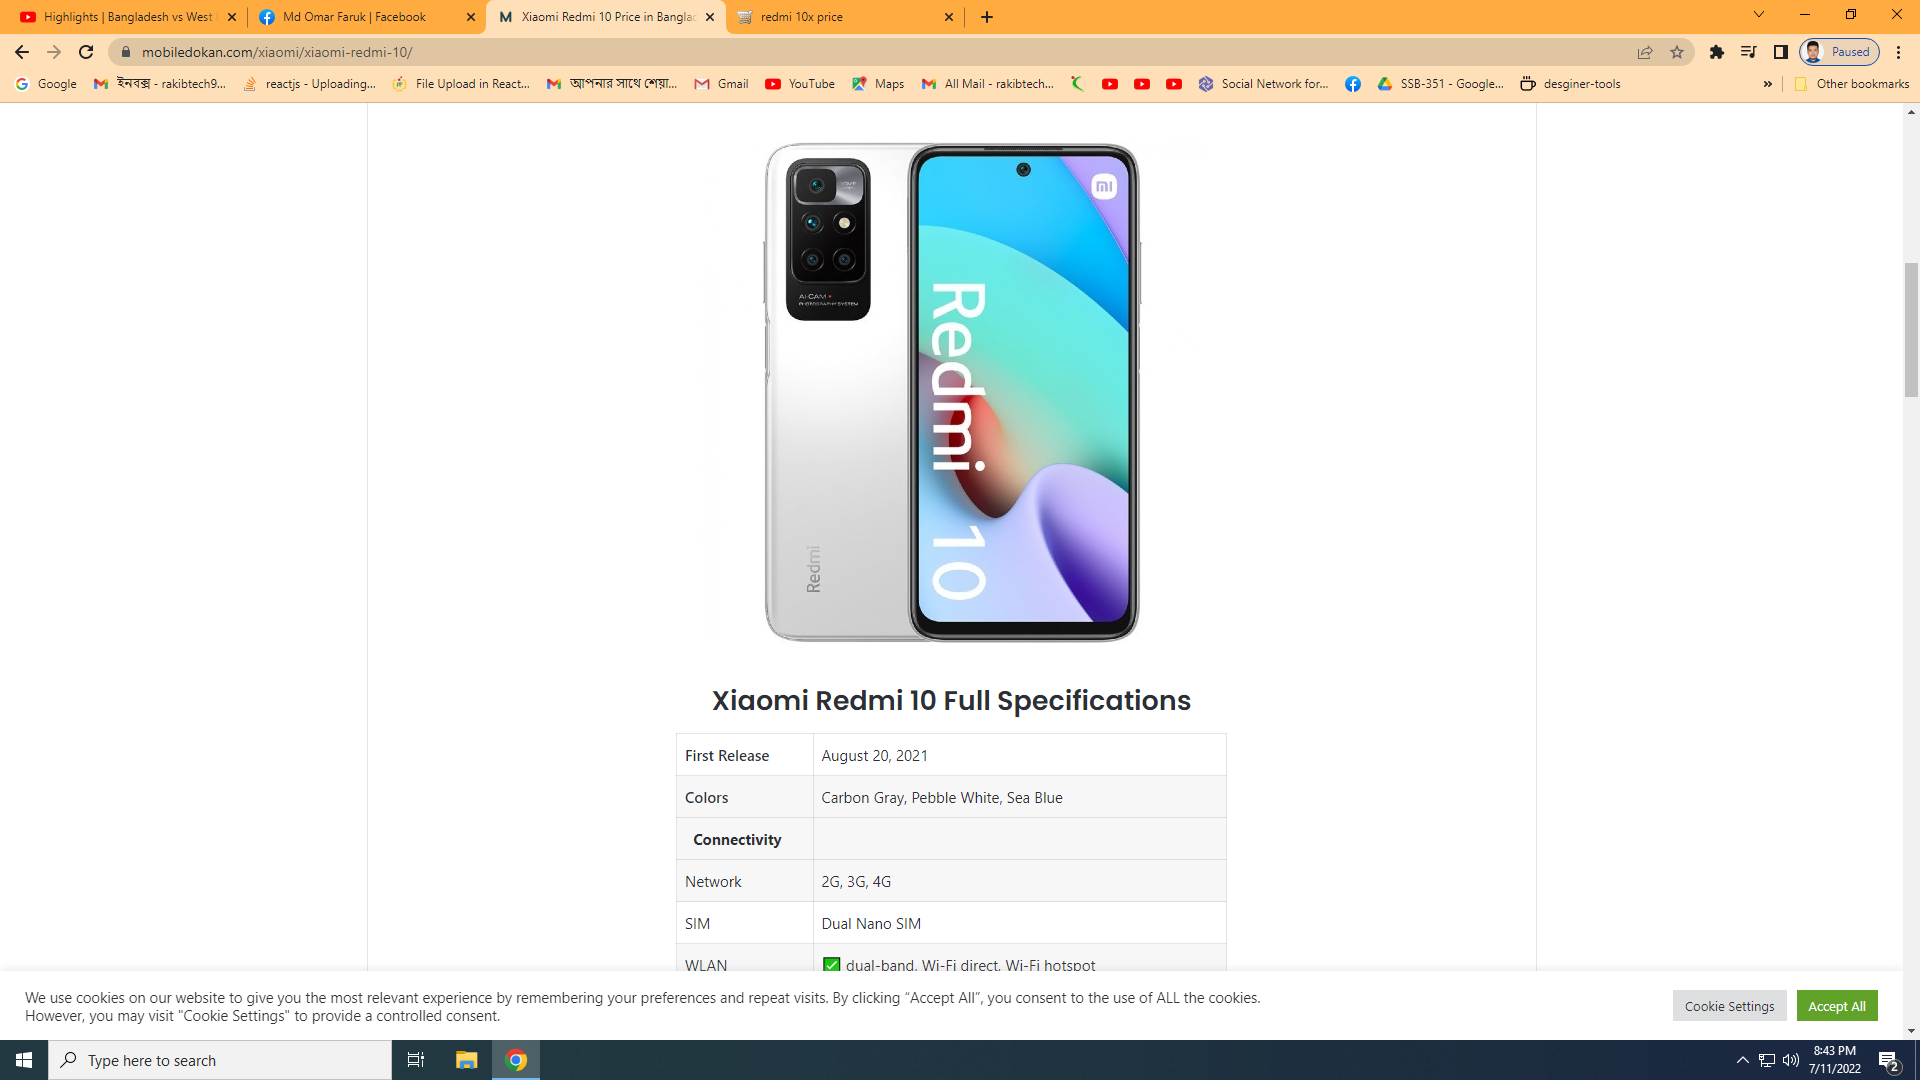 Highlights | Bangladesh vs West
Md Omar Faruk | Facebook
Xiaomi Redmi 10 Price in Banglad
redmi 10x price
mobiledokan.com/xiaomi/xiaomi-redmi-10/
Paused
Google
ইনবক্স - rakibtech9...
reactjs - Uploading...
File Upload in React...
আপনার সাথে শেয়া...
Gmail
YouTube
Maps
All Mail - rakibtech...
Social Network for...
SSB-351 - Google...
desginer-tools
»
Other bookmarks
AI CAM
PHOTOGRAPHY SYSTEM
Redmi
mi
Redmi 10
Xiaomi Redmi 10 Full Specifications
First Release August 20, 2021
Colors Carbon Gray, Pebble White, Sea Blue
Connectivity
Network 2G, 3G, 4G
SIM Dual Nano SIM
WLAN ✅ dual-band, Wi-Fi direct, Wi-Fi hotspot
We use cookies on our website to give you the most relevant experience by remembering your preferences and repeat visits. By clicking “Accept All”, you consent to the use of ALL the cookies.
However, you may visit "Cookie Settings" to provide a controlled consent.
Cookie Settings
Accept All
Type here to search
8:43 PM
7/11/2022
2